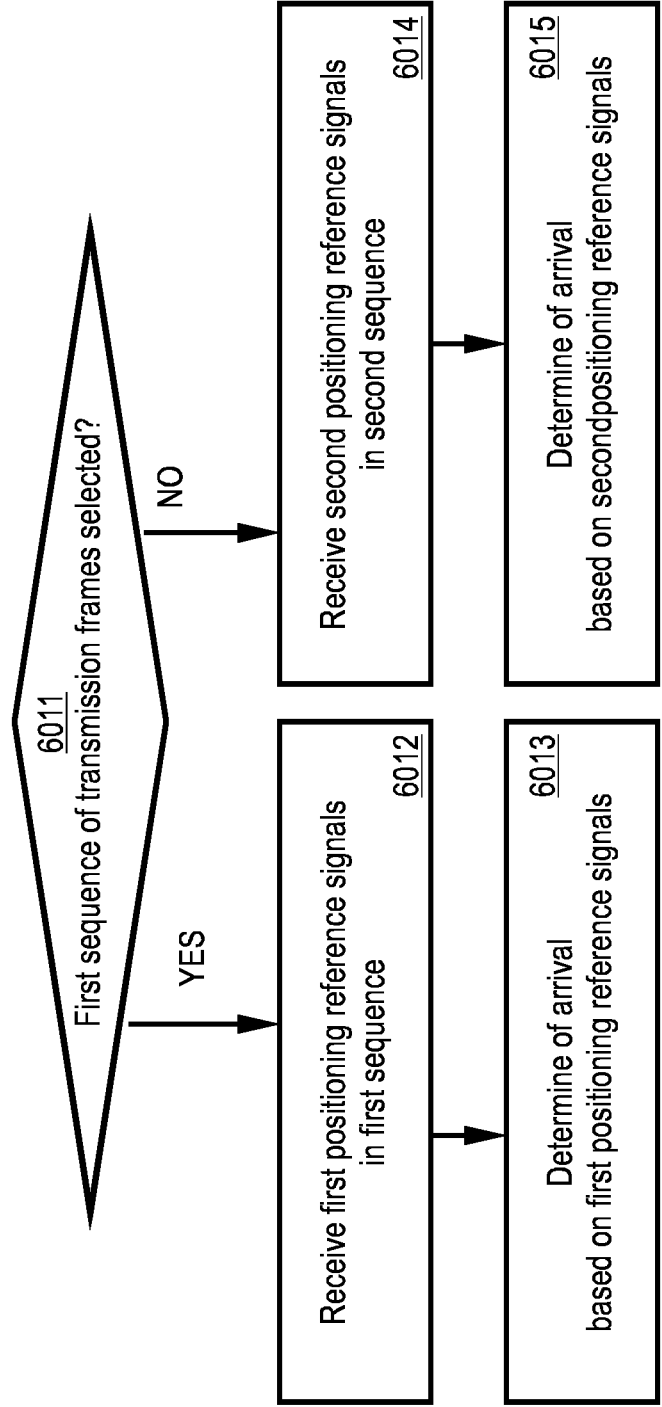 6011
First sequence of transmission frames selected?
YES
NO
Receive first positioning reference signals
in first sequence
6012
Receive second positioning reference signals
in second sequence
6014
Determine of arrival
based on first positioning reference signals
6013
Determine of arrival
based on secondpositioning reference signals
6015